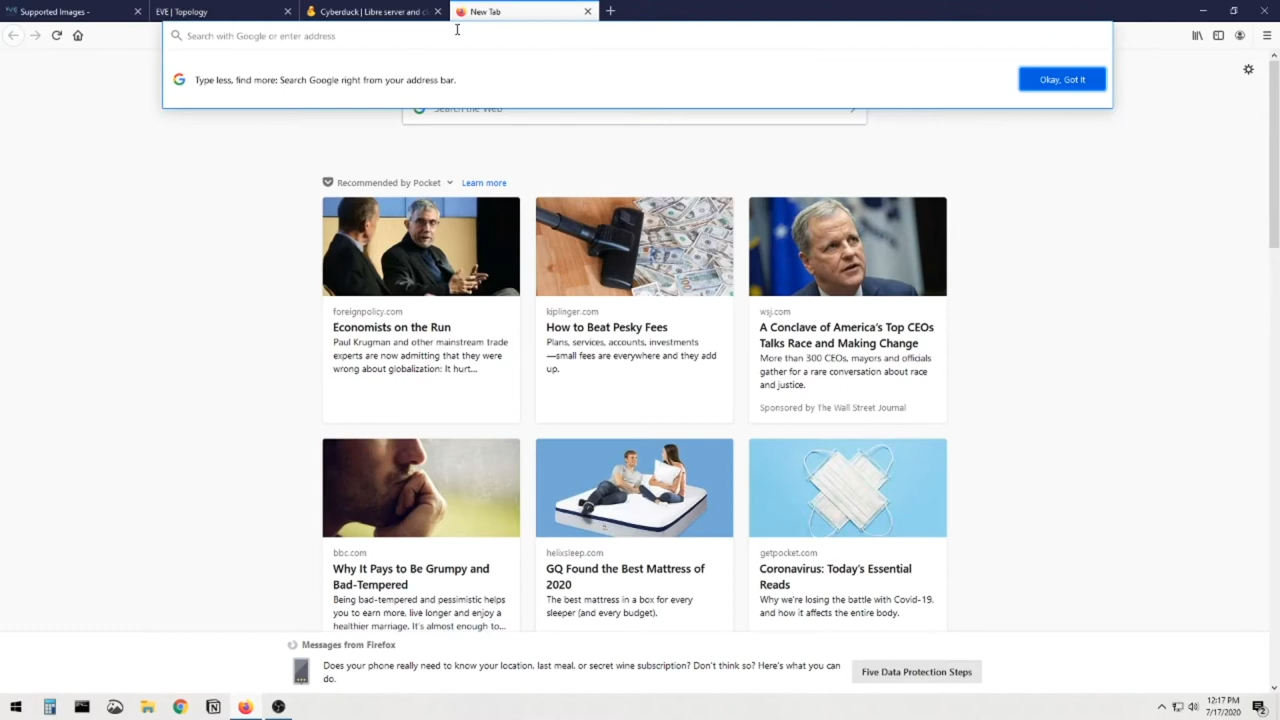 Supported Images -
EVE | Topology
Cyberduck | Libre server and cl
New Tab
Search with Google or enter address
Type less, find more: Search Google right from your address bar.
Okay, Got It
Search the Web
Recommended by Pocket
Learn more
foreignpolicy.com
Economists on the Run
Paul Krugman and other mainstream trade
experts are now admitting that they were
wrong about globalization: It hurt...
kiplinger.com
How to Beat Pesky Fees
Plans, services, accounts, investments
—small fees are everywhere and they add
up.
wsj.com
A Conclave of America's Top CEOs
Talks Race and Making Change
More than 300 CEOs, mayors and officials
gather for a rare conversation about race
and justice.
Sponsored by The Wall Street Journal
bbc.com
Why It Pays to Be Grumpy and
Bad-Tempered
Being bad-tempered and pessimistic helps
you to earn more, live longer and enjoy a
healthier marriage. It's almost enough to...
helixsleep.com
GQ Found the Best Mattress of
2020
The best mattress in a box for every
sleeper (and every budget).
getpocket.com
Coronavirus: Today's Essential
Reads
Why we're losing the battle with Covid-19,
and how it affects the entire body.
Messages from Firefox
Does your phone really need to know your location, last meal, or secret wine subscription? Don't think so? Here's what you can
do.
Five Data Protection Steps
12:17 PM
7/17/2020
2